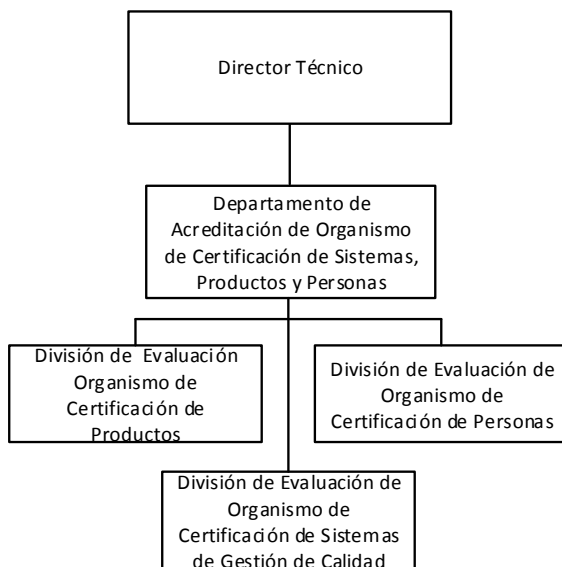 Director Técnico
Departamento de
Acreditación de Organismo
de Certificación de Sistemas,
Productos y Personas
División de Evaluación
Organismo de
Certificación de
Productos
División de Evaluación de
Organismo de
Certificación de Personas
División de Evaluación de
Organismo de
Certificación de Sistemas
de Gestión de Calidad